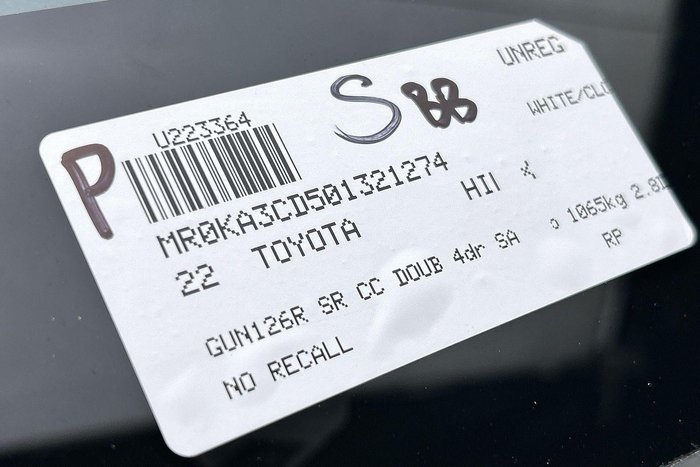 P S BB UNREG
U223364
WHITE/CLO
MR0KA3CD501321274
22 TOYOTA HI
GUN126R SR CC DOUB 4dr SA 1065kg 2.8
NO RECALL RP